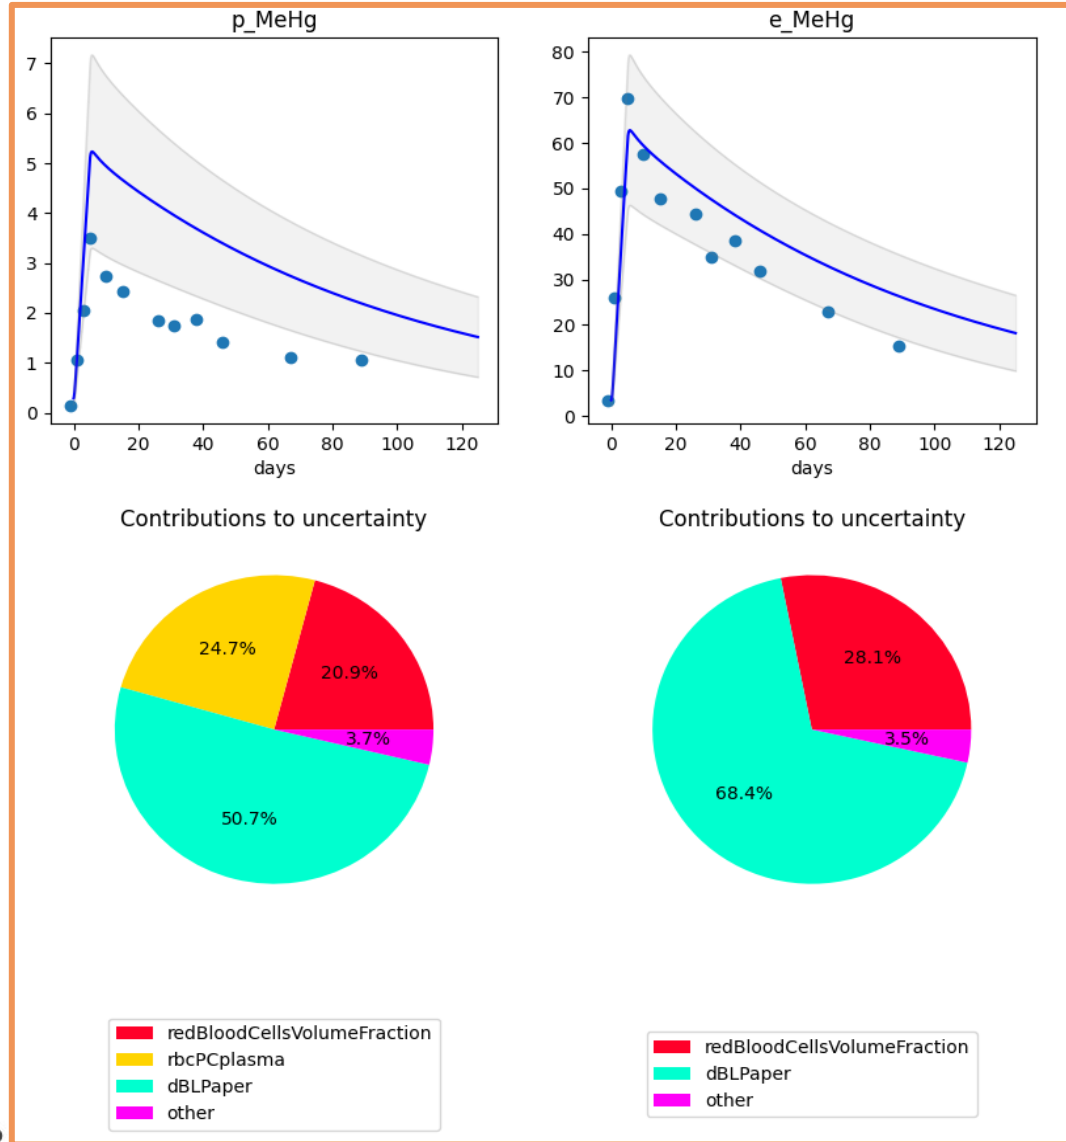 p_MeHg
e_MeHg
7
6
5
4
3
2
1
0
0 20 40 60 80 100 120
days
80
70
60
50
40
30
20
10
0
0 20 40 60 80 100 120
days
Contributions to uncertainty
24.7%
20.9%
3.7%
50.7%
Contributions to uncertainty
28.1%
3.5%
68.4%
redBloodCellsVolumeFraction
rbcPCplasma
dBLPaper
other
redBloodCellsVolumeFraction
dBLPaper
other